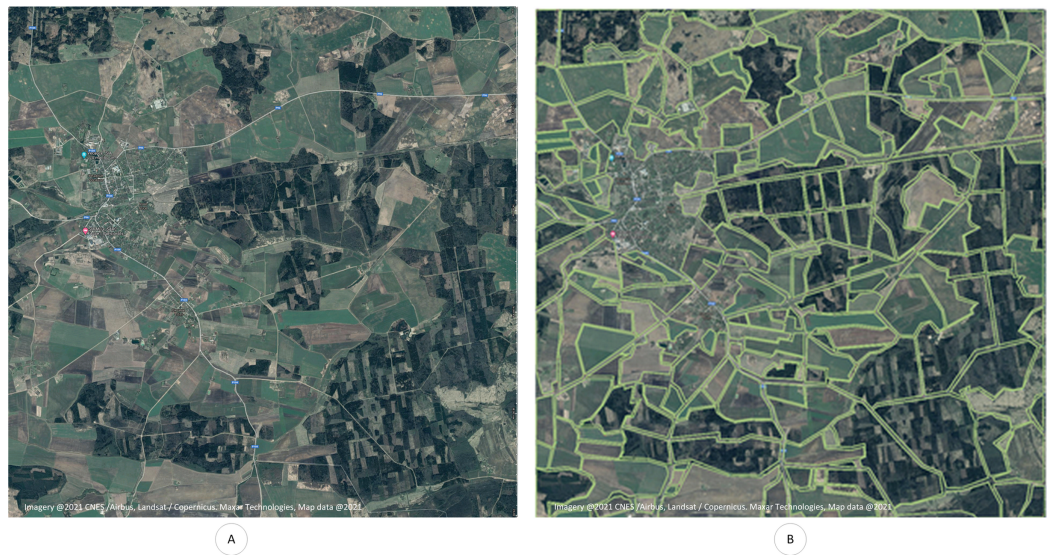 Imagery @2021 CNES /Airbus, Landsat / Copernicus. Maxar Technologies, Map data @2021
Imagery @2021 CNES /Airbus, Landsat / Copernicus. Maxar Technologies, Map data @2021
A
B